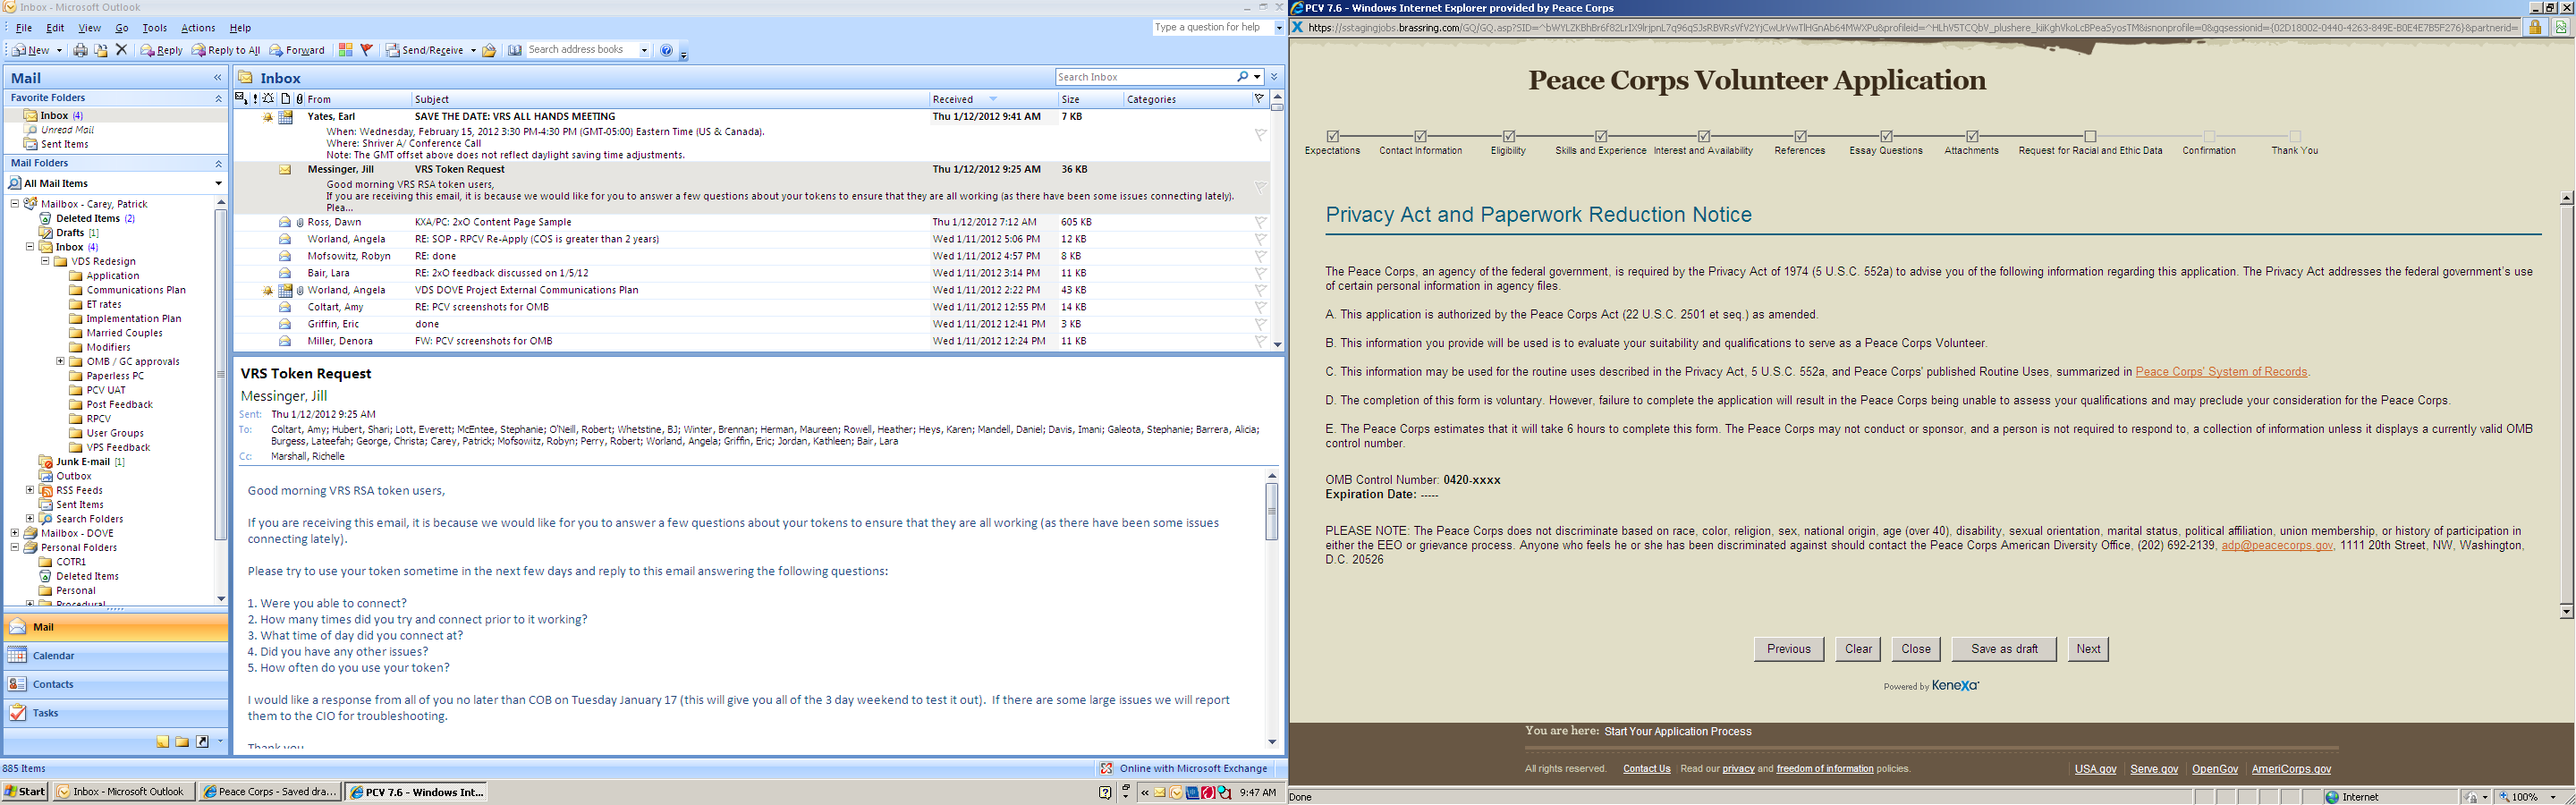 Inbox - Microsoft Outlook
File Edit View Go Tools Actions Help
Type a question for help
New Reply Reply to All Forward Send/Receive Search address books
Mail
Favorite Folders
Inbox (4)
Unread Mail
Sent Items
Mail Folders
All Mail Items
Mailbox - Carey, Patrick
Deleted Items (2)
Drafts [1]
Inbox (4)
VDS Redesign
Application
Communications Plan
ET rates
Implementation Plan
Married Couples
Modifiers
OMB / GC approvals
Paperless PC
PCV UAT
Post Feedback
RPCV
User Groups
VPS Feedback
Junk E-mail [1]
Outbox
RSS Feeds
Sent Items
Search Folders
Mailbox - DOVE
Personal Folders
COTR1
Deleted Items
Personal
Procedural
Mail
Calendar
Contacts
Tasks
885 Items
Inbox
Search Inbox
From Subject Received Size Categories
Yates, Earl SAVE THE DATE: VRS ALL HANDS MEETING Thu 1/12/2012 9:41 AM 7 KB
When: Wednesday, February 15, 2012 3:30 PM-4:30 PM (GMT-05:00) Eastern Time (US & Canada).
Where: Shriver A/ Conference Call
Note: The GMT offset above does not reflect daylight saving time adjustments.
Messinger, Jill VRS Token Request Thu 1/12/2012 9:25 AM 36 KB
Good morning VRS RSA token users,
If you are receiving this email, it is because we would like for you to answer a few questions about your tokens to ensure that they are all working (as there have been some issues connecting lately).
Plea...
Ross, Dawn KXA/PC: 2xO Content Page Sample Thu 1/12/2012 7:12 AM 605 KB
Worland, Angela RE: SOP - RPCV Re-Apply (COS is greater than 2 years) Wed 1/11/2012 5:06 PM 12 KB
Mofsowitz, Robyn RE: done Wed 1/11/2012 4:57 PM 8 KB
Bair, Lara RE: 2xO feedback discussed on 1/5/12 Wed 1/11/2012 3:14 PM 11 KB
Worland, Angela VDS DOVE Project External Communications Plan Wed 1/11/2012 2:22 PM 43 KB
Coltart, Amy RE: PCV screenshots for OMB Wed 1/11/2012 12:55 PM 14 KB
Griffin, Eric done Wed 1/11/2012 12:41 PM 3 KB
Miller, Denora FW: PCV screenshots for OMB Wed 1/11/2012 12:24 PM 11 KB
VRS Token Request
Messinger, Jill
Sent: Thu 1/12/2012 9:25 AM
To: Coltart, Amy; Hubert, Shari; Lott, Everett; McEntee, Stephanie; O'Neill, Robert; Whetstine, BJ; Winter, Brennan; Herman, Maureen; Rowell, Heather; Heys, Karen; Mandell, Daniel; Davis, Imani; Galeota, Stephanie; Barrera, Alicia;
Burgess, Lateefah; George, Christa; Carey, Patrick; Mofsowitz, Robyn; Perry, Robert; Worland, Angela; Griffin, Eric; Jordan, Kathleen; Bair, Lara
Cc: Marshall, Richelle
Good morning VRS RSA token users,
If you are receiving this email, it is because we would like for you to answer a few questions about your tokens to ensure that they are all working (as there have been some issues
connecting lately).
Please try to use your token sometime in the next few days and reply to this email answering the following questions:
1. Were you able to connect?
2. How many times did you try and connect prior to it working?
3. What time of day did you connect at?
4. Did you have any other issues?
5. How often do you use your token?
I would like a response from all of you no later than COB on Tuesday January 17 (this will give you all of the 3 day weekend to test it out). If there are some large issues we will report
them to the CIO for troubleshooting.
Thank you
Online with Microsoft Exchange
Start Inbox - Microsoft Outlook Peace Corps - Saved dra... PCV 7.6 - Windows Int... 9:47 AM
PCV 7.6 - Windows Internet Explorer provided by Peace Corps
Peace Corps Volunteer Application
Expectations Contact Information Eligibility Skills and Experience Interest and Availability References Essay Questions Attachments Request for Racial and Ethic Data Confirmation Thank You
Privacy Act and Paperwork Reduction Notice
The Peace Corps, an agency of the federal government, is required by the Privacy Act of 1974 (5 U.S.C. 552a) to advise you of the following information regarding this application. The Privacy Act addresses the federal government's use
of certain personal information in agency files.
A. This application is authorized by the Peace Corps Act (22 U.S.C. 2501 et seq.) as amended.
B. This information you provide will be used is to evaluate your suitability and qualifications to serve as a Peace Corps Volunteer.
C. This information may be used for the routine uses described in the Privacy Act, 5 U.S.C. 552a, and Peace Corps' published Routine Uses, summarized in Peace Corps' System of Records.
D. The completion of this form is voluntary. However, failure to complete the application will result in the Peace Corps being unable to assess your qualifications and may preclude your consideration for the Peace Corps.
E. The Peace Corps estimates that it will take 6 hours to complete this form. The Peace Corps may not conduct or sponsor, and a person is not required to respond to, a collection of information unless it displays a currently valid OMB
control number.
OMB Control Number: 0420-xxxx
Expiration Date: -----
PLEASE NOTE: The Peace Corps does not discriminate based on race, color, religion, sex, national origin, age (over 40), disability, sexual orientation, marital status, political affiliation, union membership, or history of participation in
either the EEO or grievance process. Anyone who feels he or she has been discriminated against should contact the Peace Corps American Diversity Office, (202) 692-2139, adp@peacecorps.gov, 1111 20th Street, NW, Washington,
D.C. 20526
Previous Clear Close Save as draft Next
Powered by Kenexa
You are here: Start Your Application Process
All rights reserved. Contact Us Read our privacy and freedom of information policies.
USA.gov Serve.gov OpenGov AmeriCorps.gov
Done Internet 100%